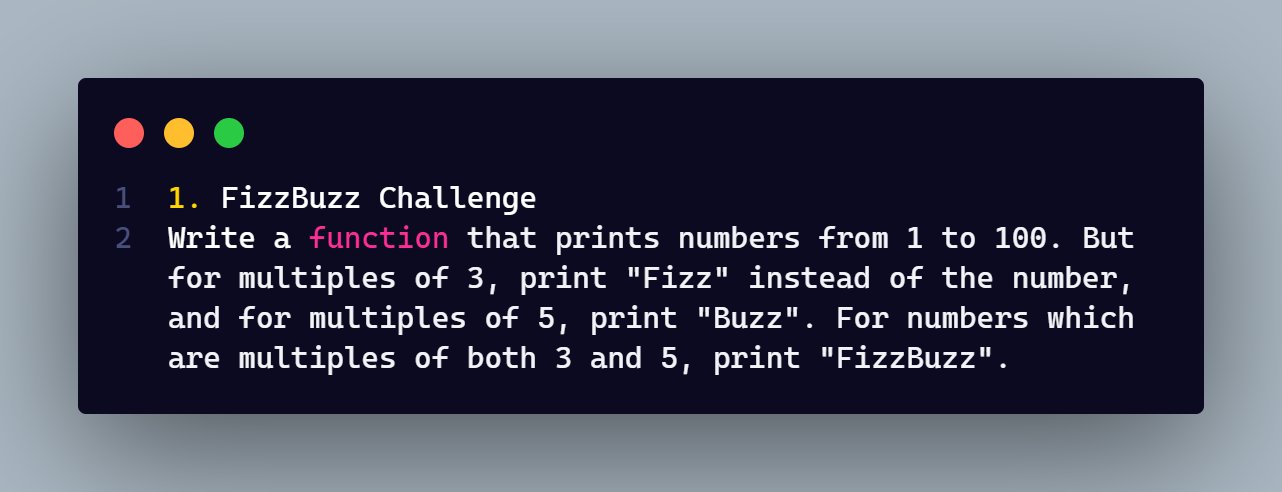 1 1. FizzBuzz Challenge
2 Write a function that prints numbers from 1 to 100. But
for multiples of 3, print "Fizz" instead of the number,
and for multiples of 5, print "Buzz". For numbers which
are multiples of both 3 and 5, print "FizzBuzz".